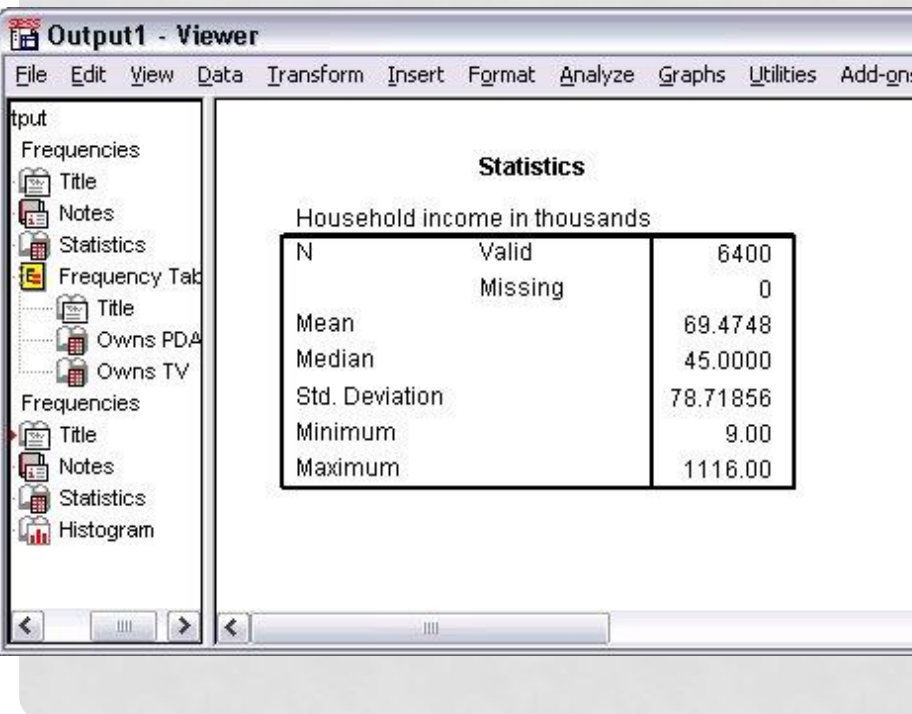 SPSS
Output1 - Viewer
File Edit View Data Transform Insert Format Analyze Graphs Utilities Add-ons
tput
Frequencies
Title
Notes
Statistics
Frequency Tab
Title
Owns PDA
Owns TV
Frequencies
Title
Notes
Statistics
Histogram
Statistics
Household income in thousands
N Valid 6400
Missing 0
Mean 69.4748
Median 45.0000
Std. Deviation 78.71856
Minimum 9.00
Maximum 1116.00